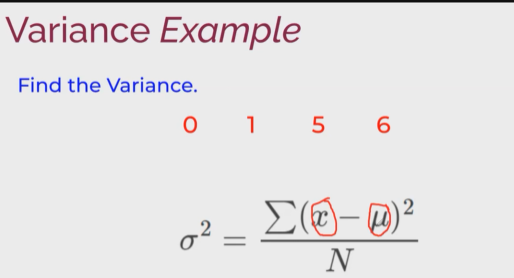 Variance Example
Find the Variance.
0 1 5 6
σ² = ∑(x − μ)² / N